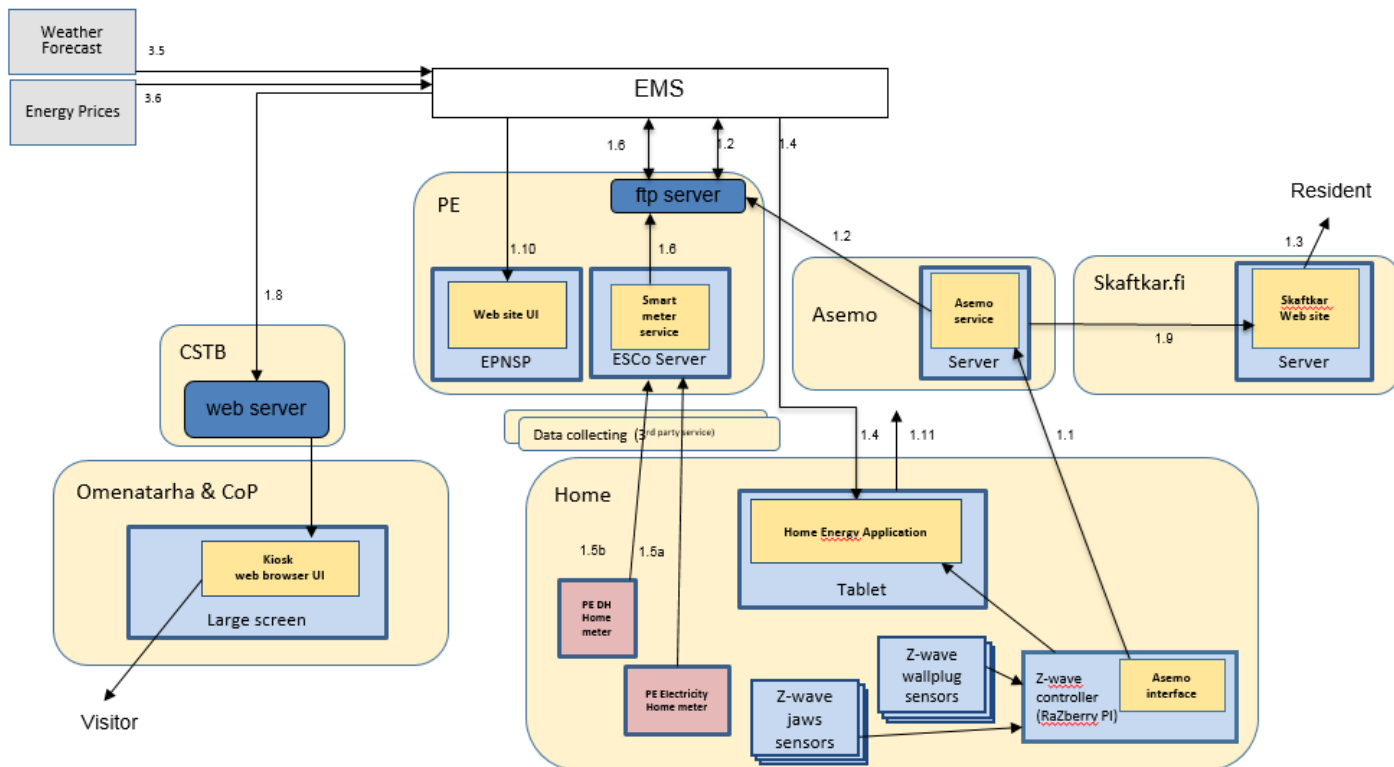 Weather
Forecast
3.5
Energy Prices
3.6
EMS
1.6
1.2
1.4
PE
ftp server
1.10
1.6
Web site UI
EPNSP
Smart
meter
service
ESCo Server
1.2
Asemo
Asemo
service
Server
1.9
Resident
1.3
Skaftkar.fi
Skaftkar
Web site
Server
1.8
CSTB
web server
Data collecting (3rd party service)
1.4
1.11
1.1
Omenatarha & CoP
Kiosk
web browser UI
Large screen
Visitor
Home
1.5b
1.5a
Home Energy Application
Tablet
PE DH
Home
meter
PE Electricity
Home meter
Z-wave
wallplug
sensors
Z-wave
jaws
sensors
Z-wave
controller
(RaZberry PI)
Asemo
interface